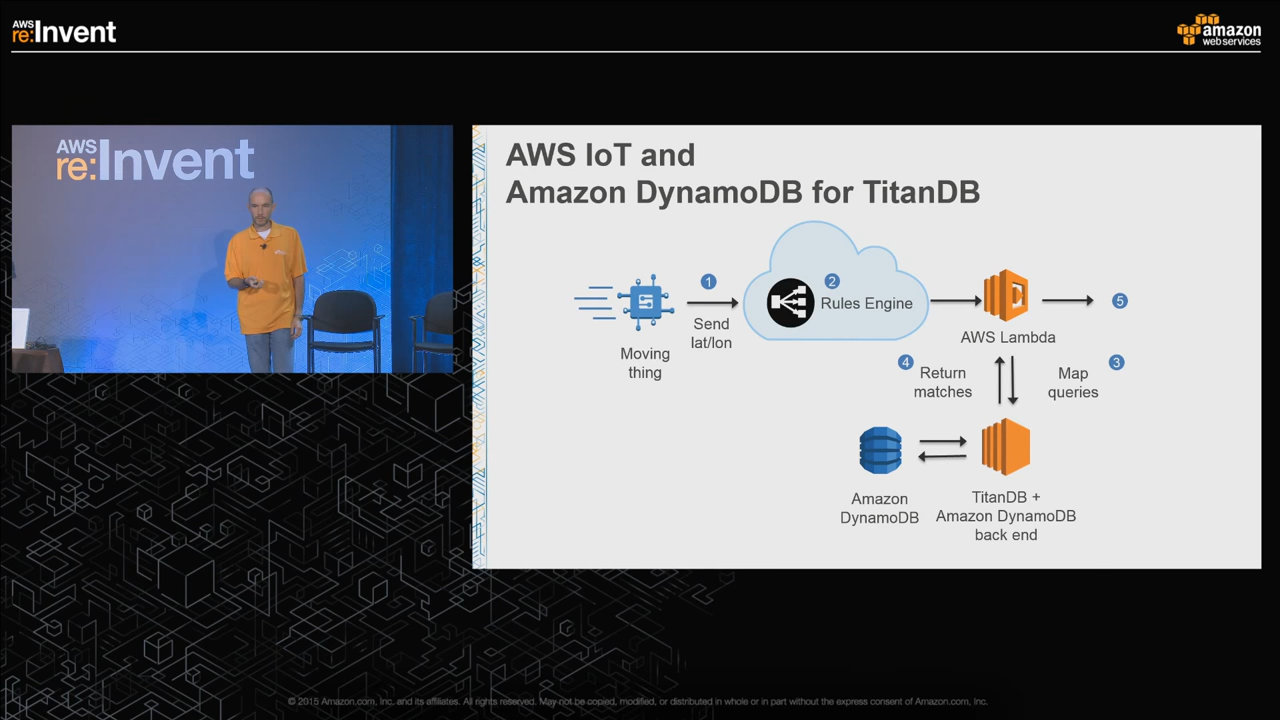 AWS
re:Invent
amazon
web services
AWS
re:Invent
AWS IoT and
Amazon DynamoDB for TitanDB
1
2
Rules Engine
5
Send
lat/lon
AWS Lambda
Moving
thing
4
Return
matches
Map
queries
3
Amazon
DynamoDB
TitanDB +
Amazon DynamoDB
back end
© 2015 Amazon.com, Inc. and its affiliates. All rights reserved. May not be copied, modified, or distributed in whole or in part without the express consent of Amazon.com, Inc.